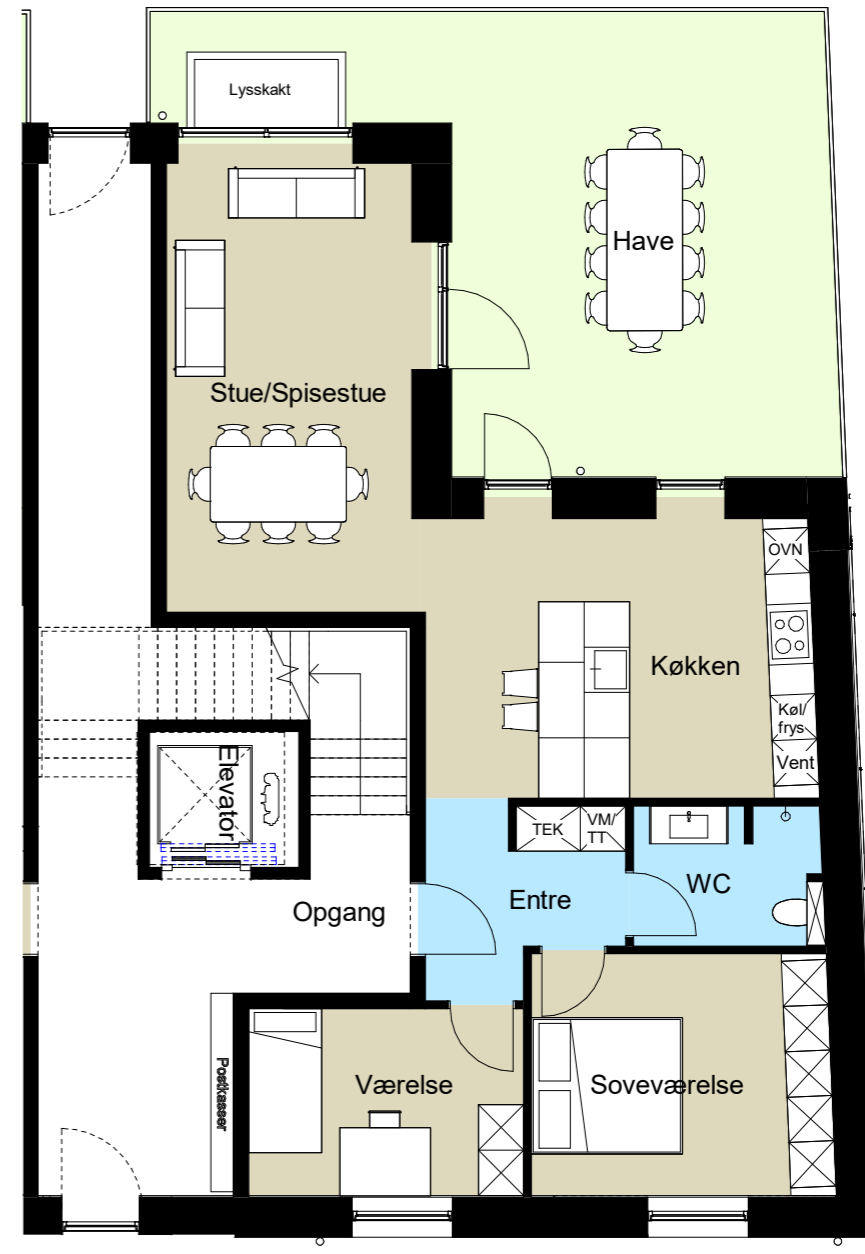 Lysskakt
Have
Stue/Spisestue
OVN
Køkken
Køl/
frys
Vent
Elevator
TEK
VM/
TT
WC
Entre
Opgang
Postkasser
Værelse
Soveværelse